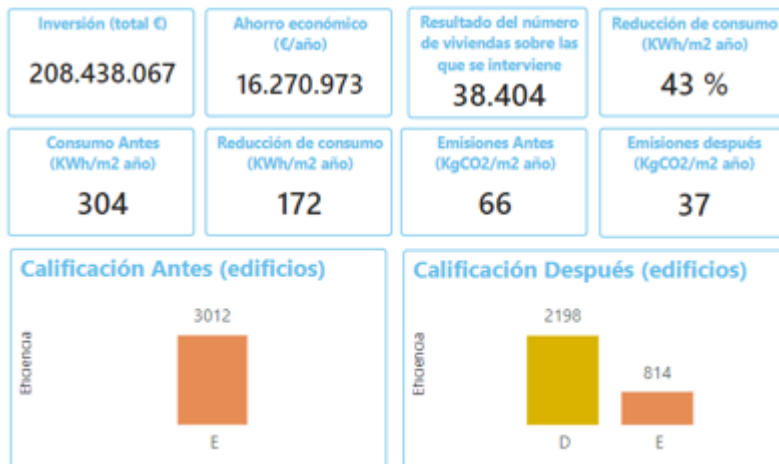 Inversión (total €)
208.438.067
Ahorro económico
(€/año)
16.270.973
Resultado del número
de viviendas sobre las
que se interviene
38.404
Reducción de consumo
(KWh/m2 año)
43 %
Consumo Antes
(KWh/m2 año)
304
Reducción de consumo
(KWh/m2 año)
172
Emisiones Antes
(KgCO2/m2 año)
66
Emisiones después
(KgCO2/m2 año)
37
Calificación Antes (edificios)
3012
Eficiencia
E
Calificación Después (edificios)
2198
814
Eficiencia
D
E